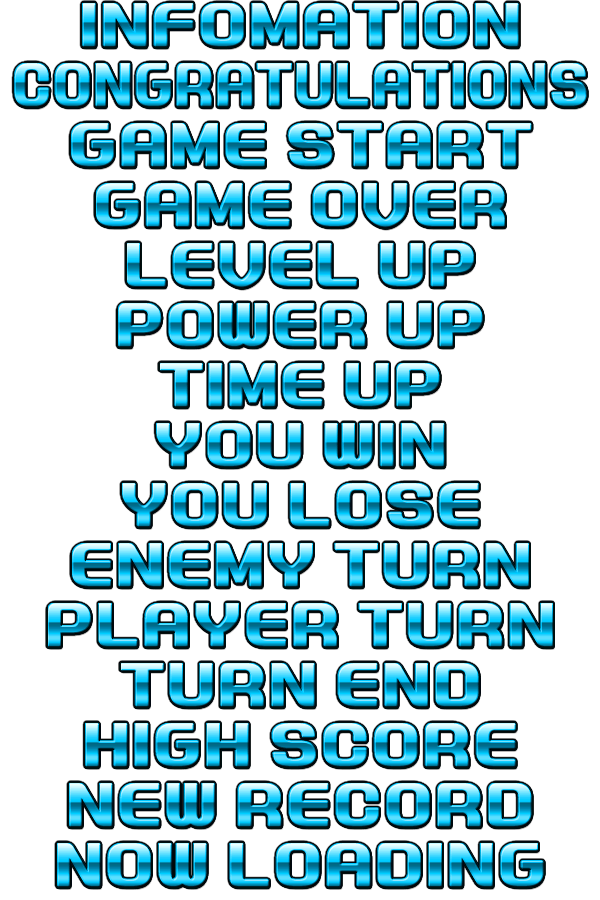 INFOMATION
CONGRATULATIONS
GAME START
GAME OVER
LEVEL UP
POWER UP
TIME UP
YOU WIN
YOU LOSE
ENEMY TURN
PLAYER TURN
TURN END
HIGH SCORE
NEW RECORD
NOW LOADING